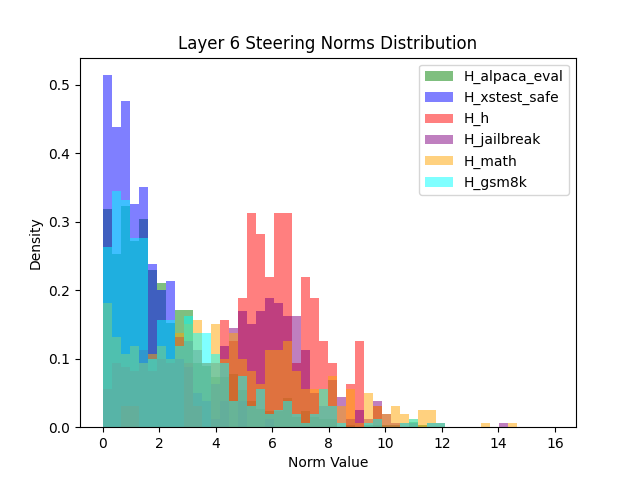 Layer 6 Steering Norms Distribution
H_alpaca_eval
H_xstest_safe
H_h
H_jailbreak
H_math
H_gsm8k
Density
0.5
0.4
0.3
0.2
0.1
0.0
0 2 4 6 8 10 12 14 16
Norm Value